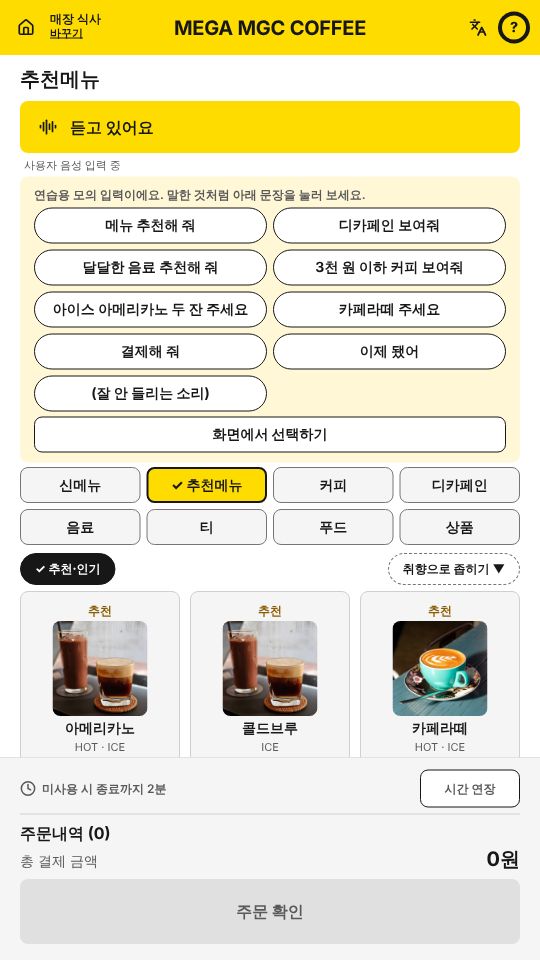 매장 식사
바꾸기
MEGA MGC COFFEE
?
추천메뉴
듣고 있어요
사용자 음성 입력 중
연습용 모의 입력이에요. 말한 것처럼 아래 문장을 눌러 보세요.
메뉴 추천해 줘
디카페인 보여줘
달달한 음료 추천해 줘
3천 원 이하 커피 보여줘
아이스 아메리카노 두 잔 주세요
카페라떼 주세요
결제해 줘
이제 됐어
(잘 안 들리는 소리)
화면에서 선택하기
신메뉴
✓ 추천메뉴
커피
디카페인
음료
티
푸드
상품
✓ 추천·인기
취향으로 좁히기 ▼
추천
추천
추천
아메리카노
콜드브루
카페라떼
HOT · ICE
ICE
HOT · ICE
미사용 시 종료까지 2분
시간 연장
주문내역 (0)
총 결제 금액
0원
주문 확인